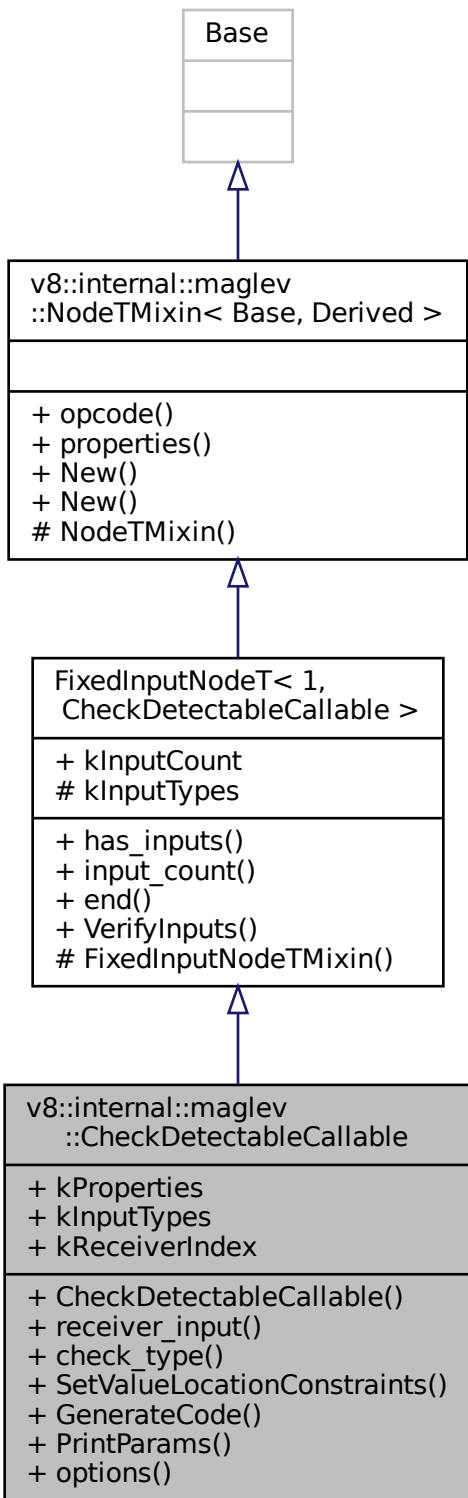 Base
v8::internal::maglev
::NodeTMixin< Base, Derived >
+ opcode()
+ properties()
+ New()
+ New()
# NodeTMixin()
FixedInputNodeT< 1,
CheckDetectableCallable >
+ kInputCount
# kInputTypes
+ has_inputs()
+ input_count()
+ end()
+ VerifyInputs()
# FixedInputNodeTMixin()
v8::internal::maglev
::CheckDetectableCallable
+ kProperties
+ kInputTypes
+ kReceiverIndex
+ CheckDetectableCallable()
+ receiver_input()
+ check_type()
+ SetValueLocationConstraints()
+ GenerateCode()
+ PrintParams()
+ options()